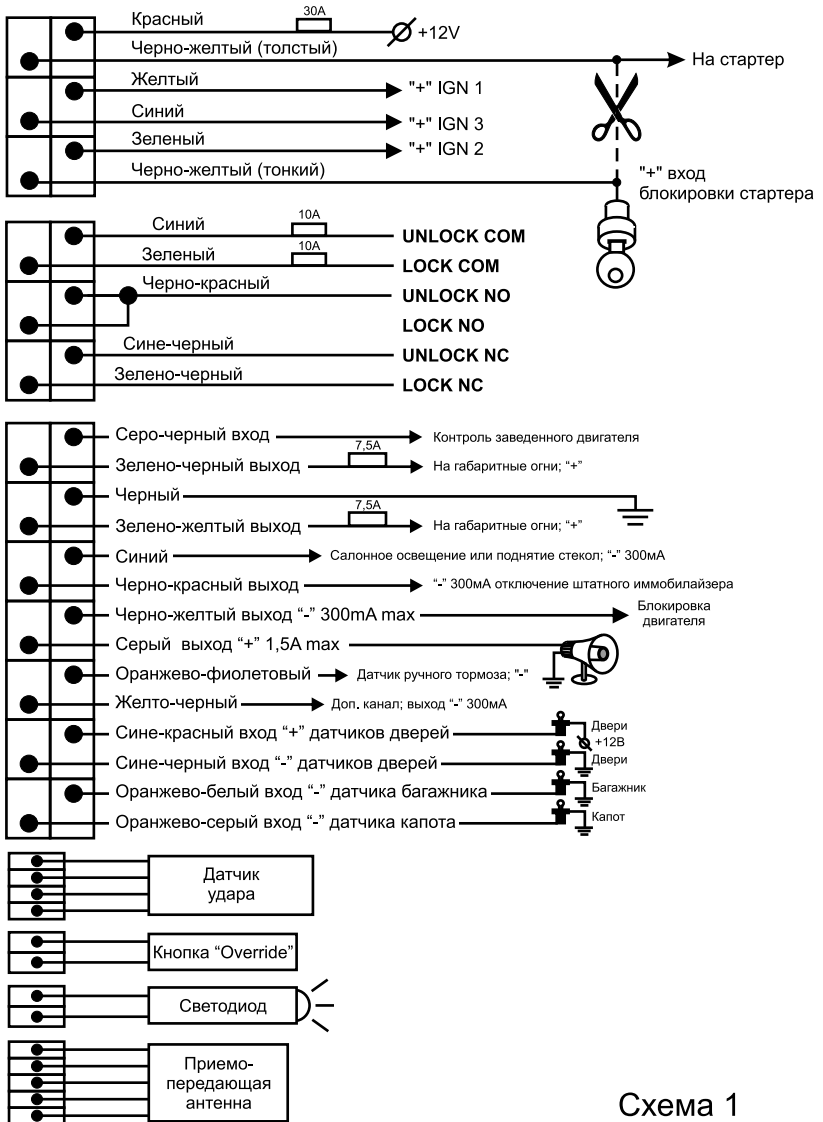 Красный 30А +12V
Черно-желтый (толстый) На стартер
Желтый "+" IGN 1
Синий "+" IGN 3
Зеленый "+" IGN 2
Черно-желтый (тонкий) "+" вход
блокировки стартера
Синий 10А UNLOCK COM
Зеленый 10А LOCK COM
Черно-красный UNLOCK NO
LOCK NO
Сине-черный UNLOCK NC
Зелено-черный LOCK NC
Серо-черный вход Контроль заведенного двигателя
Зелено-черный выход 7,5А На габаритные огни; “+”
Черный
Зелено-желтый выход 7,5А На габаритные огни; “+”
Синий Салонное освещение или поднятие стекол; “-” 300мА
Черно-красный выход “-” 300мА отключение штатного иммобилайзера
Черно-желтый выход “-” 300mA max Блокировка
двигателя
Серый выход “+” 1,5A max
Оранжево-фиолетовый Датчик ручного тормоза; "-"
Желто-черный Доп. канал; выход “-” 300мА
Сине-красный вход “+” датчиков дверей Двери
+12В
Сине-черный вход “-” датчиков дверей Двери
Оранжево-белый вход “-” датчика багажника Багажник
Оранжево-серый вход “-” датчика капота Капот
Датчик
удара
Кнопка “Override”
Светодиод
Приемо-
передающая
антенна
Схема 1